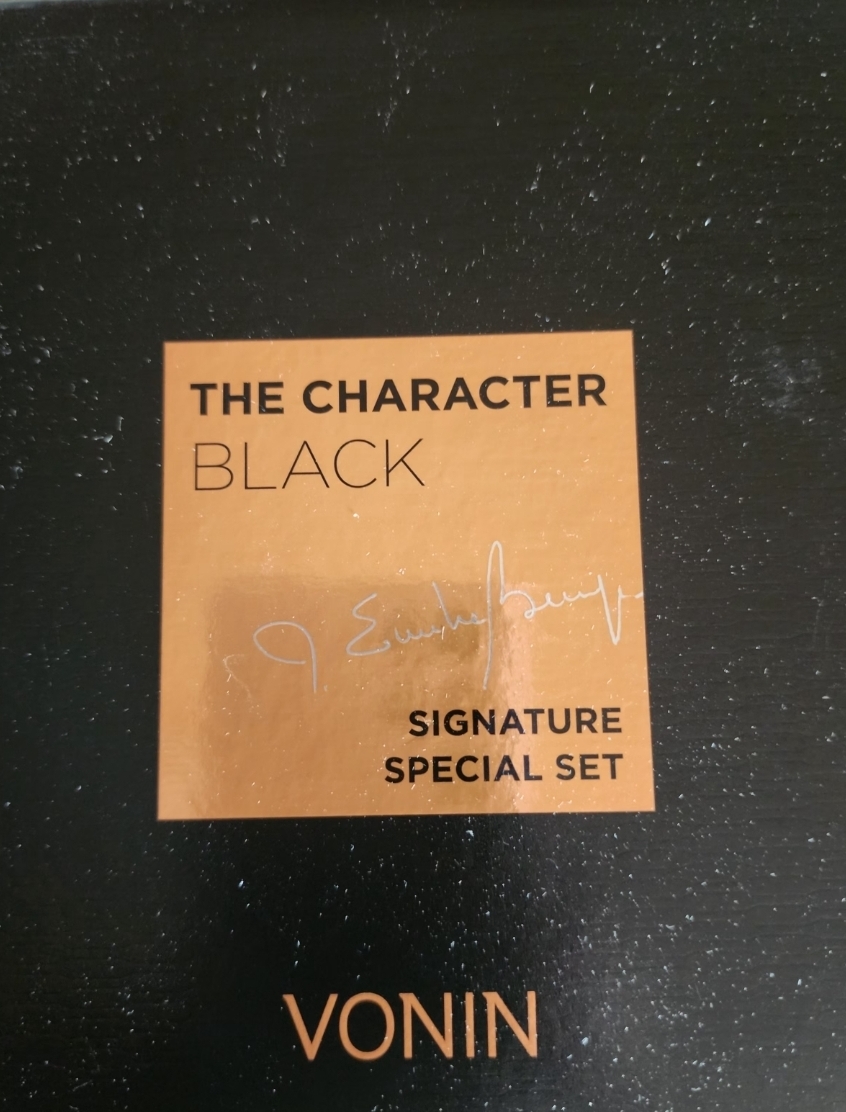 THE CHARACTER
BLACK
SIGNATURE
SPECIAL SET
VONIN